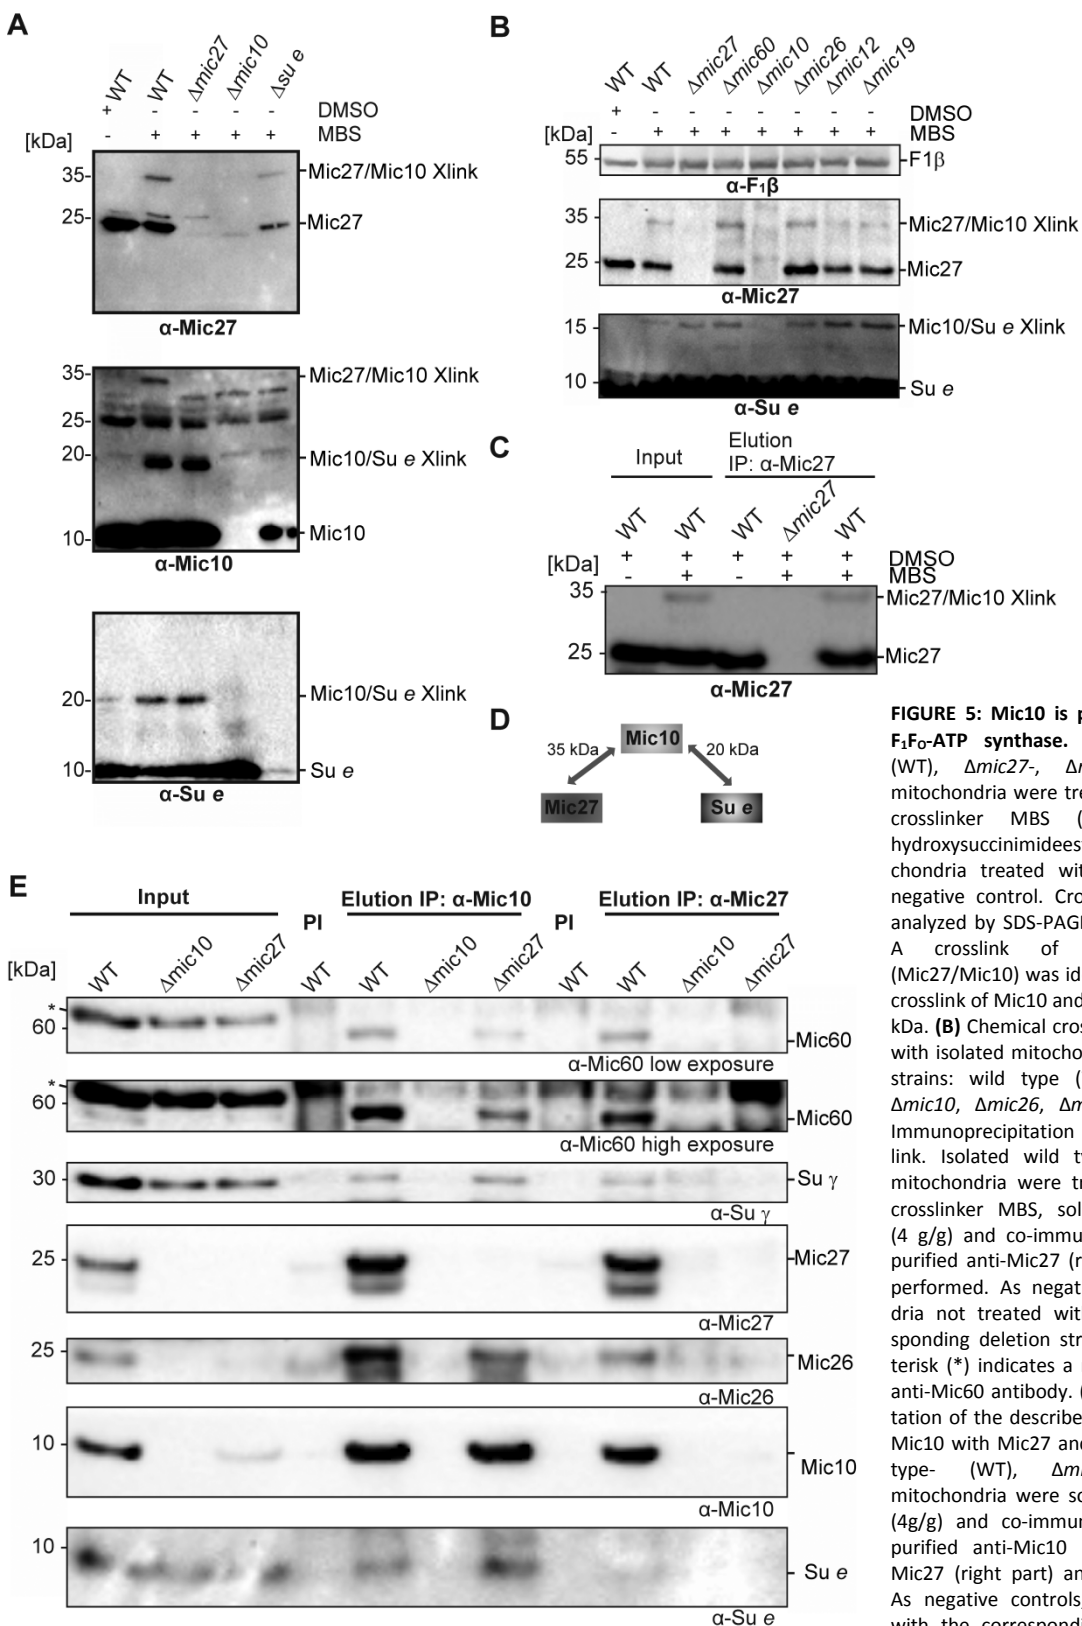 A
WT
WT
Δmic27
Δmic10
Δsu e
+ - - - - DMSO
[kDa] - + + + + MBS
35- Mic27/Mic10 Xlink
25- Mic27
α-Mic27
35- Mic27/Mic10 Xlink
25-
20- Mic10/Su e Xlink
10- Mic10
α-Mic10
20- Mic10/Su e Xlink
10- Su e
α-Su e
B
WT
WT
Δmic27
Δmic60
Δmic10
Δmic26
Δmic12
Δmic19
+ - - - - - - - DMSO
[kDa] - + + + + + + + MBS
55 F1β
α-F₁β
35 Mic27/Mic10 Xlink
25 Mic27
α-Mic27
15 Mic10/Su e Xlink
10 Su e
α-Su e
C
Input
Elution
IP: α-Mic27
WT
WT
WT
Δmic27
WT
+ + + + + DMSO
[kDa] - + - + + MBS
35 Mic27/Mic10 Xlink
25 Mic27
α-Mic27
D
Mic10
35 kDa 20 kDa
Mic27 Su e
FIGURE 5: Mic10 is p
F₁Fₒ-ATP synthase.
(WT), Δmic27-, Δm
mitochondria were tre
crosslinker MBS (
hydroxysuccinimideest
chondria treated wit
negative control. Cro
analyzed by SDS-PAGE
A crosslink of
(Mic27/Mic10) was id
crosslink of Mic10 and
kDa. (B) Chemical cros
with isolated mitocho
strains: wild type (
Δmic10, Δmic26, Δm
Immunoprecipitation
link. Isolated wild ty
mitochondria were tr
crosslinker MBS, sol
(4 g/g) and co-immu
purified anti-Mic27 (r
performed. As negati
dria not treated wit
sponding deletion str
terisk (*) indicates a
anti-Mic60 antibody. (
tation of the describe
Mic10 with Mic27 and
type- (WT), Δmi
mitochondria were so
(4g/g) and co-immun
purified anti-Mic10
Mic27 (right part) an
As negative controls,
with the correspondi
E
Input
PI
Elution IP: α-Mic10
PI
Elution IP: α-Mic27
[kDa]
WT
Δmic10
Δmic27
WT
WT
Δmic10
Δmic27
WT
WT
Δmic10
Δmic27
*
60 Mic60
α-Mic60 low exposure
*
60 Mic60
α-Mic60 high exposure
30 Su γ
α-Su γ
25 Mic27
α-Mic27
25 Mic26
α-Mic26
10 Mic10
α-Mic10
10 Su e
α-Su e